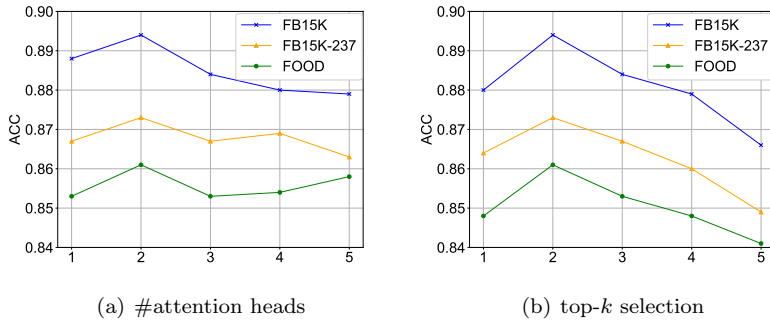 0.90
0.89
0.88
0.87
0.86
0.85
0.84
ACC
FB15K
FB15K-237
FOOD
1 2 3 4 5
(a) #attention heads
0.90
0.89
0.88
0.87
0.86
0.85
0.84
ACC
FB15K
FB15K-237
FOOD
1 2 3 4 5
(b) top-k selection